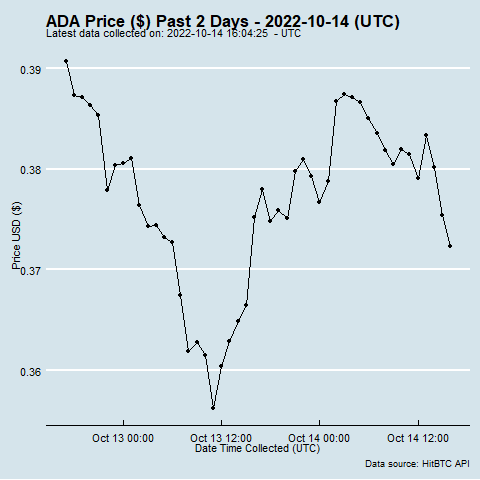 ADA Price ($) Past 2 Days - 2022-10-14 (UTC)
Latest data collected on: 2022-10-14 16:04:25 - UTC
0.39
0.38
0.37
0.36
Price USD ($)
Oct 13 00:00 Oct 13 12:00 Oct 14 00:00 Oct 14 12:00
Date Time Collected (UTC)
Data source: HitBTC API